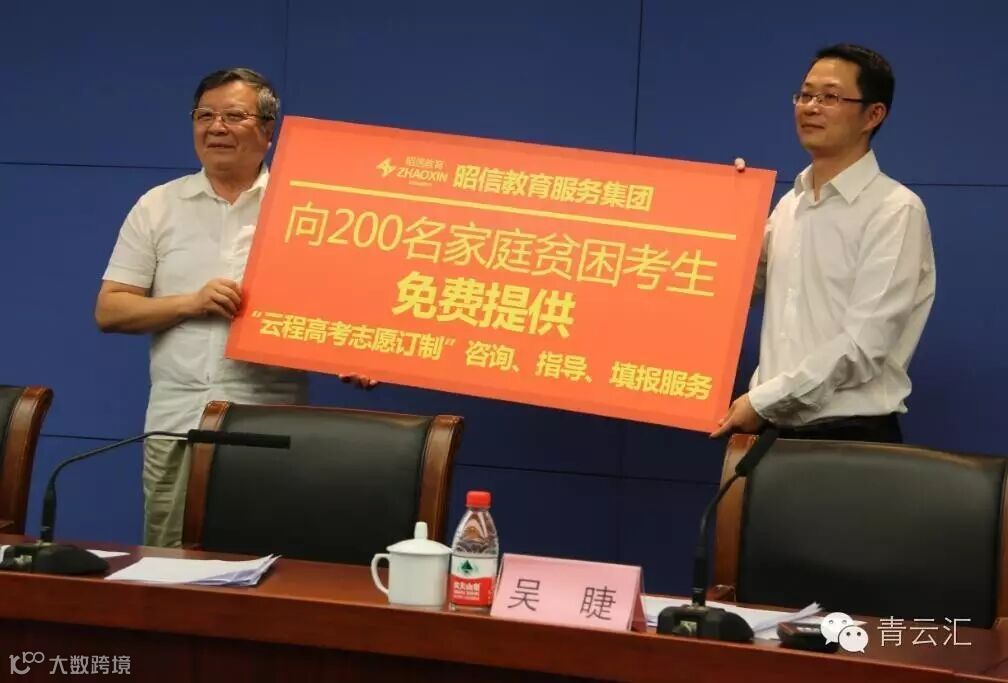 昭信教育
ZHAOXIN
昭信教育服务集团
向200名家庭贫困考生
免费提供
“云程高考志愿订制”咨询、指导、填报服务
吴 睫
青云汇
大数跨境